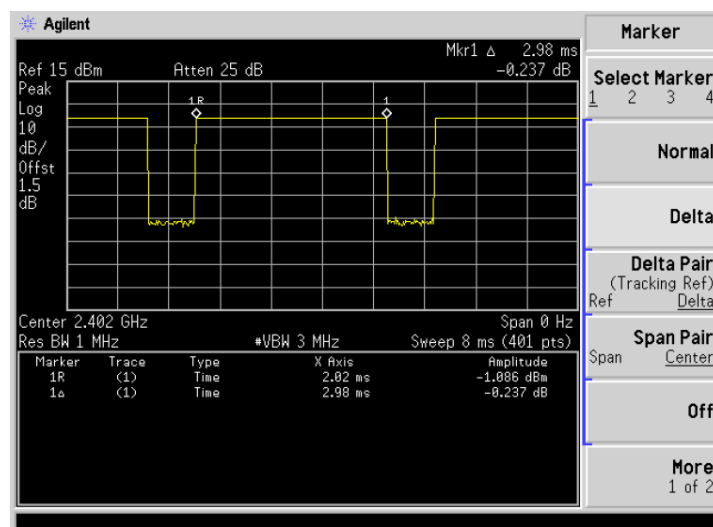 Agilent
Mkr1 Δ 2.98 ms
Ref 15 dBm Atten 25 dB -0.237 dB
Peak
Log
10
dB/
Offst
1.5
dB
1R
1
Center 2.402 GHz Span 0 Hz
Res BW 1 MHz #VBW 3 MHz Sweep 8 ms (401 pts)
Marker Trace Type X Axis Amplitude
1R (1) Time 2.02 ms -1.086 dBm
1Δ (1) Time 2.98 ms -0.237 dB
Marker
Select Marker
1 2 3 4
Normal
Delta
Delta Pair
(Tracking Ref)
Ref Delta
Span Pair
Span Center
Off
More
1 of 2